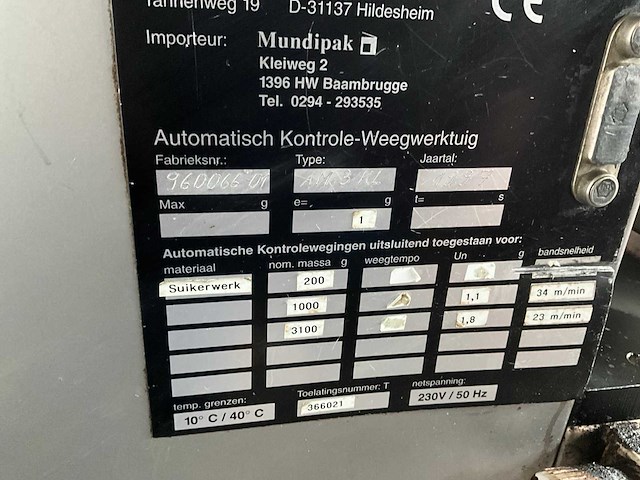 Tannenweg 19 D-31137 Hildesheim
CE
Importeur: Mundipak
Kleiweg 2
1396 HW Baambrugge
Tel. 0294 - 293535
Automatisch Kontrole-Weegwerktuig
Fabrieksnr.: Type: Jaartal:
Max g e= 1 g t= s
Automatische Kontrolewegingen uitsluitend toegestaan voor:
materiaal nom. massa g weegtempo Un g bandsnelheid
Suikerwerk 200
1000 1,1 34 m/min
3100 1,8 23 m/min
temp. grenzen: Toelatingsnummer: T netspanning:
10° C / 40° C 366021 230V / 50 Hz